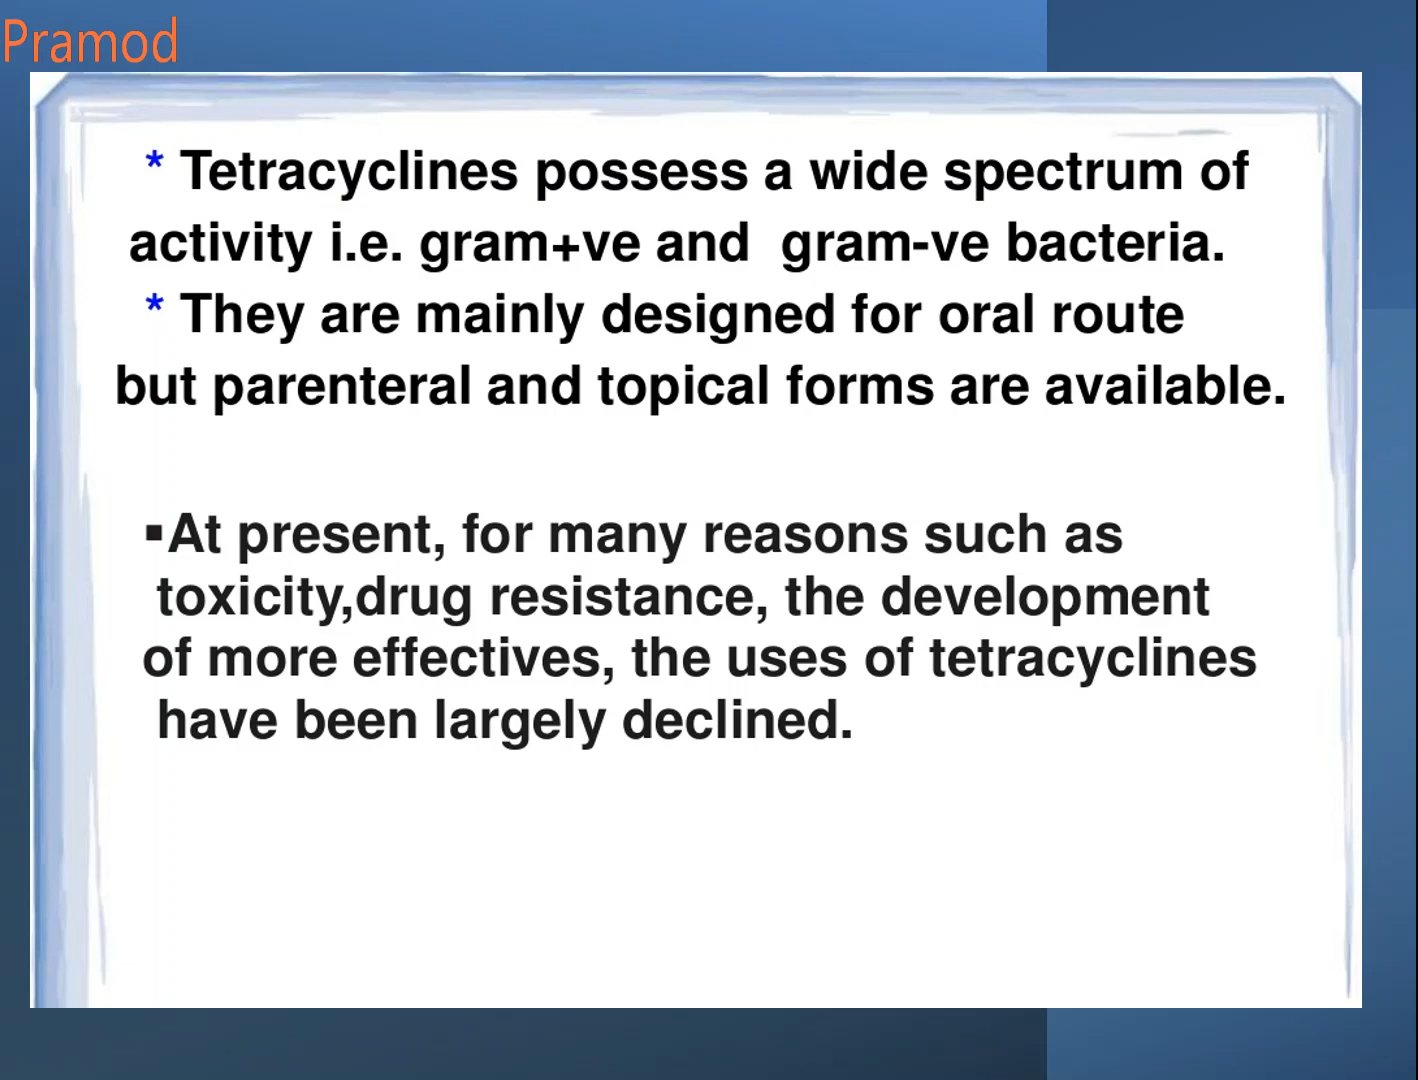 Pramod
* Tetracyclines possess a wide spectrum of
activity i.e. gram+ve and  gram-ve bacteria.
* They are mainly designed for oral route
but parenteral and topical forms are available.
▪At present, for many reasons such as
toxicity,drug resistance, the development
of more effectives, the uses of tetracyclines
have been largely declined.